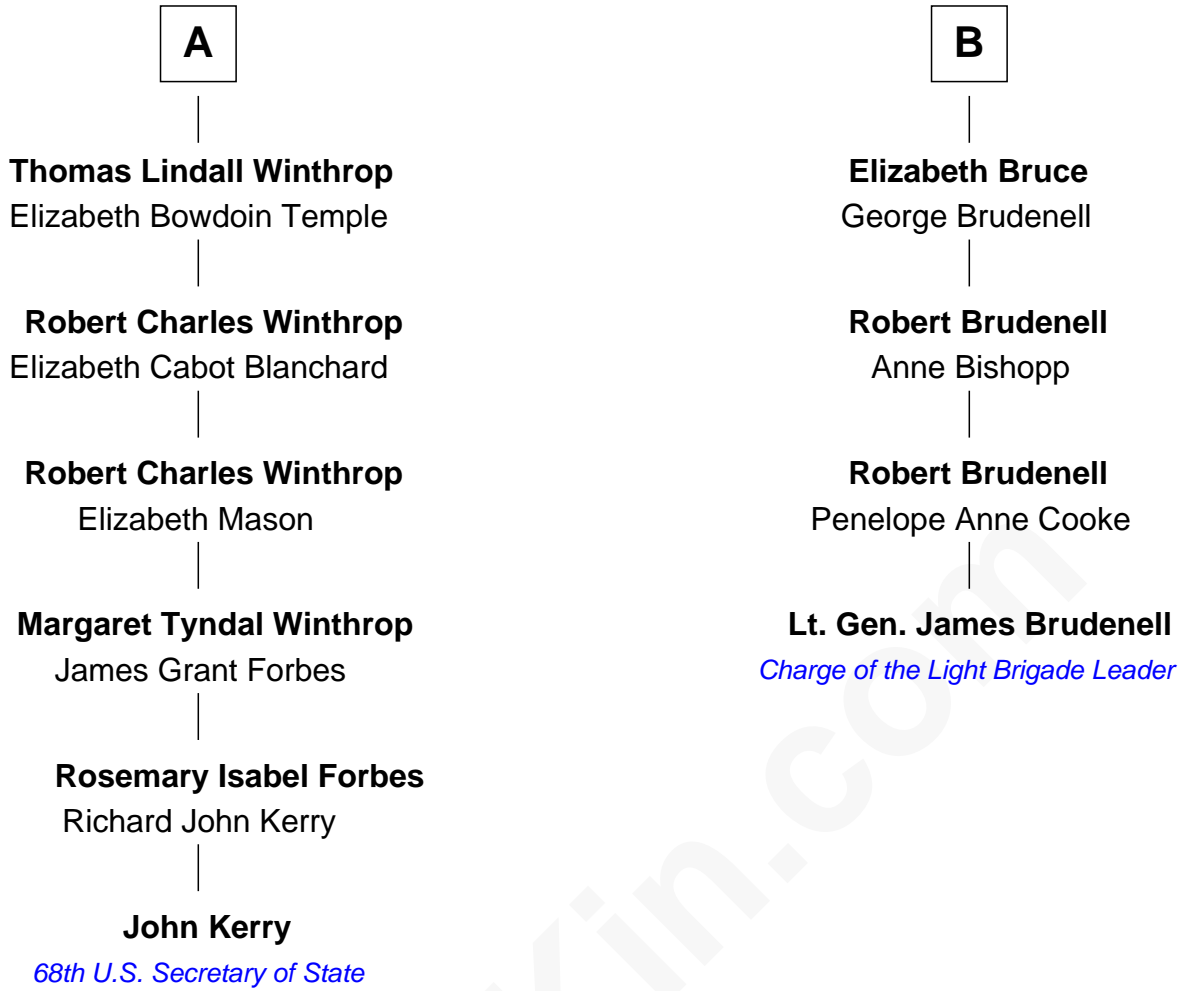 A
Thomas Lindall Winthrop
Elizabeth Bowdoin Temple
Robert Charles Winthrop
Elizabeth Cabot Blanchard
Robert Charles Winthrop
Elizabeth Mason
Margaret Tyndal Winthrop
James Grant Forbes
Rosemary Isabel Forbes
Richard John Kerry
John Kerry
68th U.S. Secretary of State
B
Elizabeth Bruce
George Brudenell
Robert Brudenell
Anne Bishopp
Robert Brudenell
Penelope Anne Cooke
Lt. Gen. James Brudenell
Charge of the Light Brigade Leader